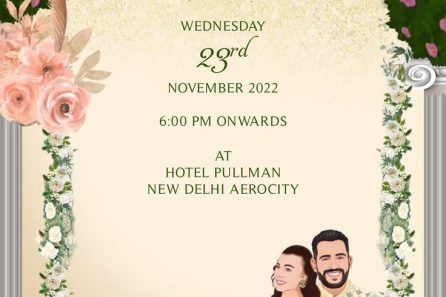 WEDNESDAY
23rd
NOVEMBER 2022
6:00 PM ONWARDS
AT
HOTEL PULLMAN
NEW DELHI AEROCITY